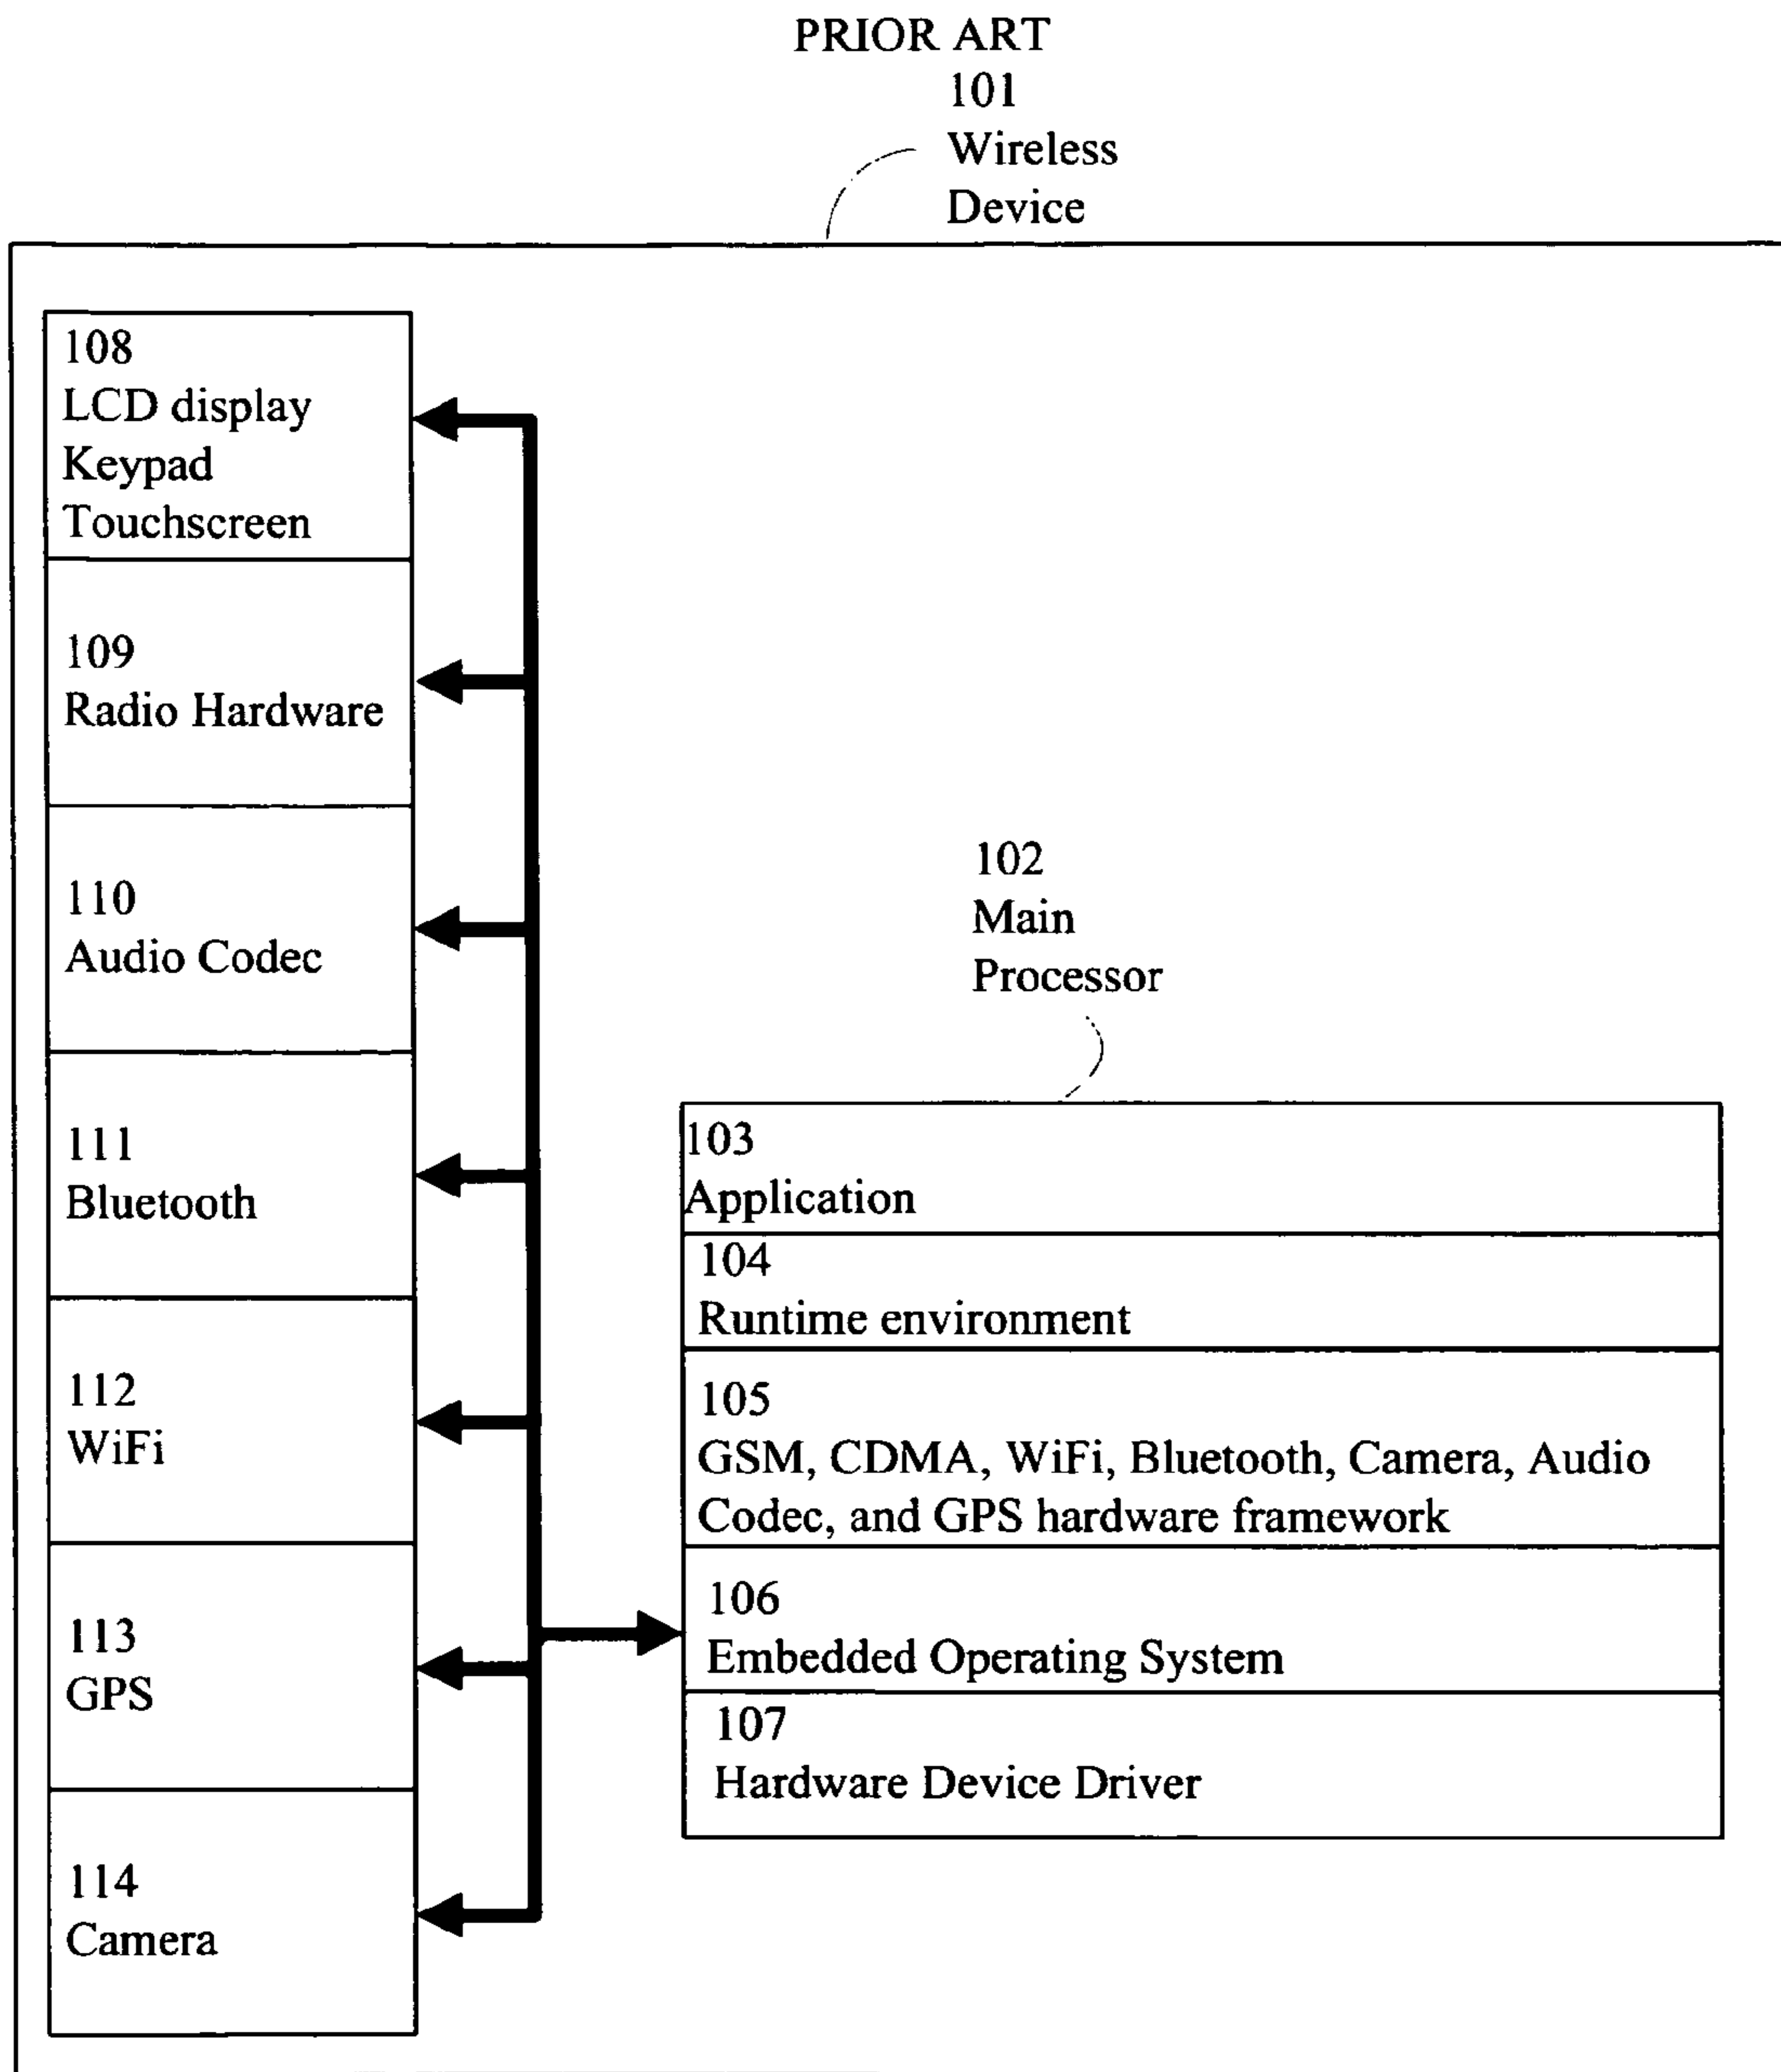 PRIOR ART
101
Wireless
Device
108
LCD display
Keypad
Touchscreen
109
Radio Hardware
110
Audio Codec
111
Bluetooth
112
WiFi
113
GPS
114
Camera
102
Main
Processor
103
Application
104
Runtime environment
105
GSM, CDMA, WiFi, Bluetooth, Camera, Audio
Codec, and GPS hardware framework
106
Embedded Operating System
107
Hardware Device Driver